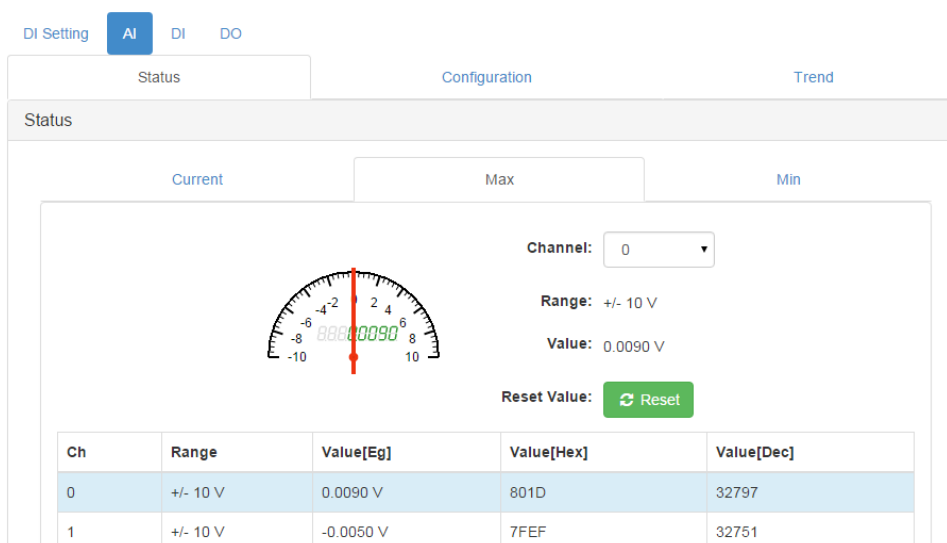 DI Setting AI DI DO
Status Configuration Trend
Status
Current Max Min
Channel: 0
Range: +/- 10 V
Value: 0.0090 V
Reset Value: Reset
-10 -8 -6 -4 -2 0 2 4 6 8 10
0.0090
Ch Range Value[Eg] Value[Hex] Value[Dec]
0 +/- 10 V 0.0090 V 801D 32797
1 +/- 10 V -0.0050 V 7FEF 32751